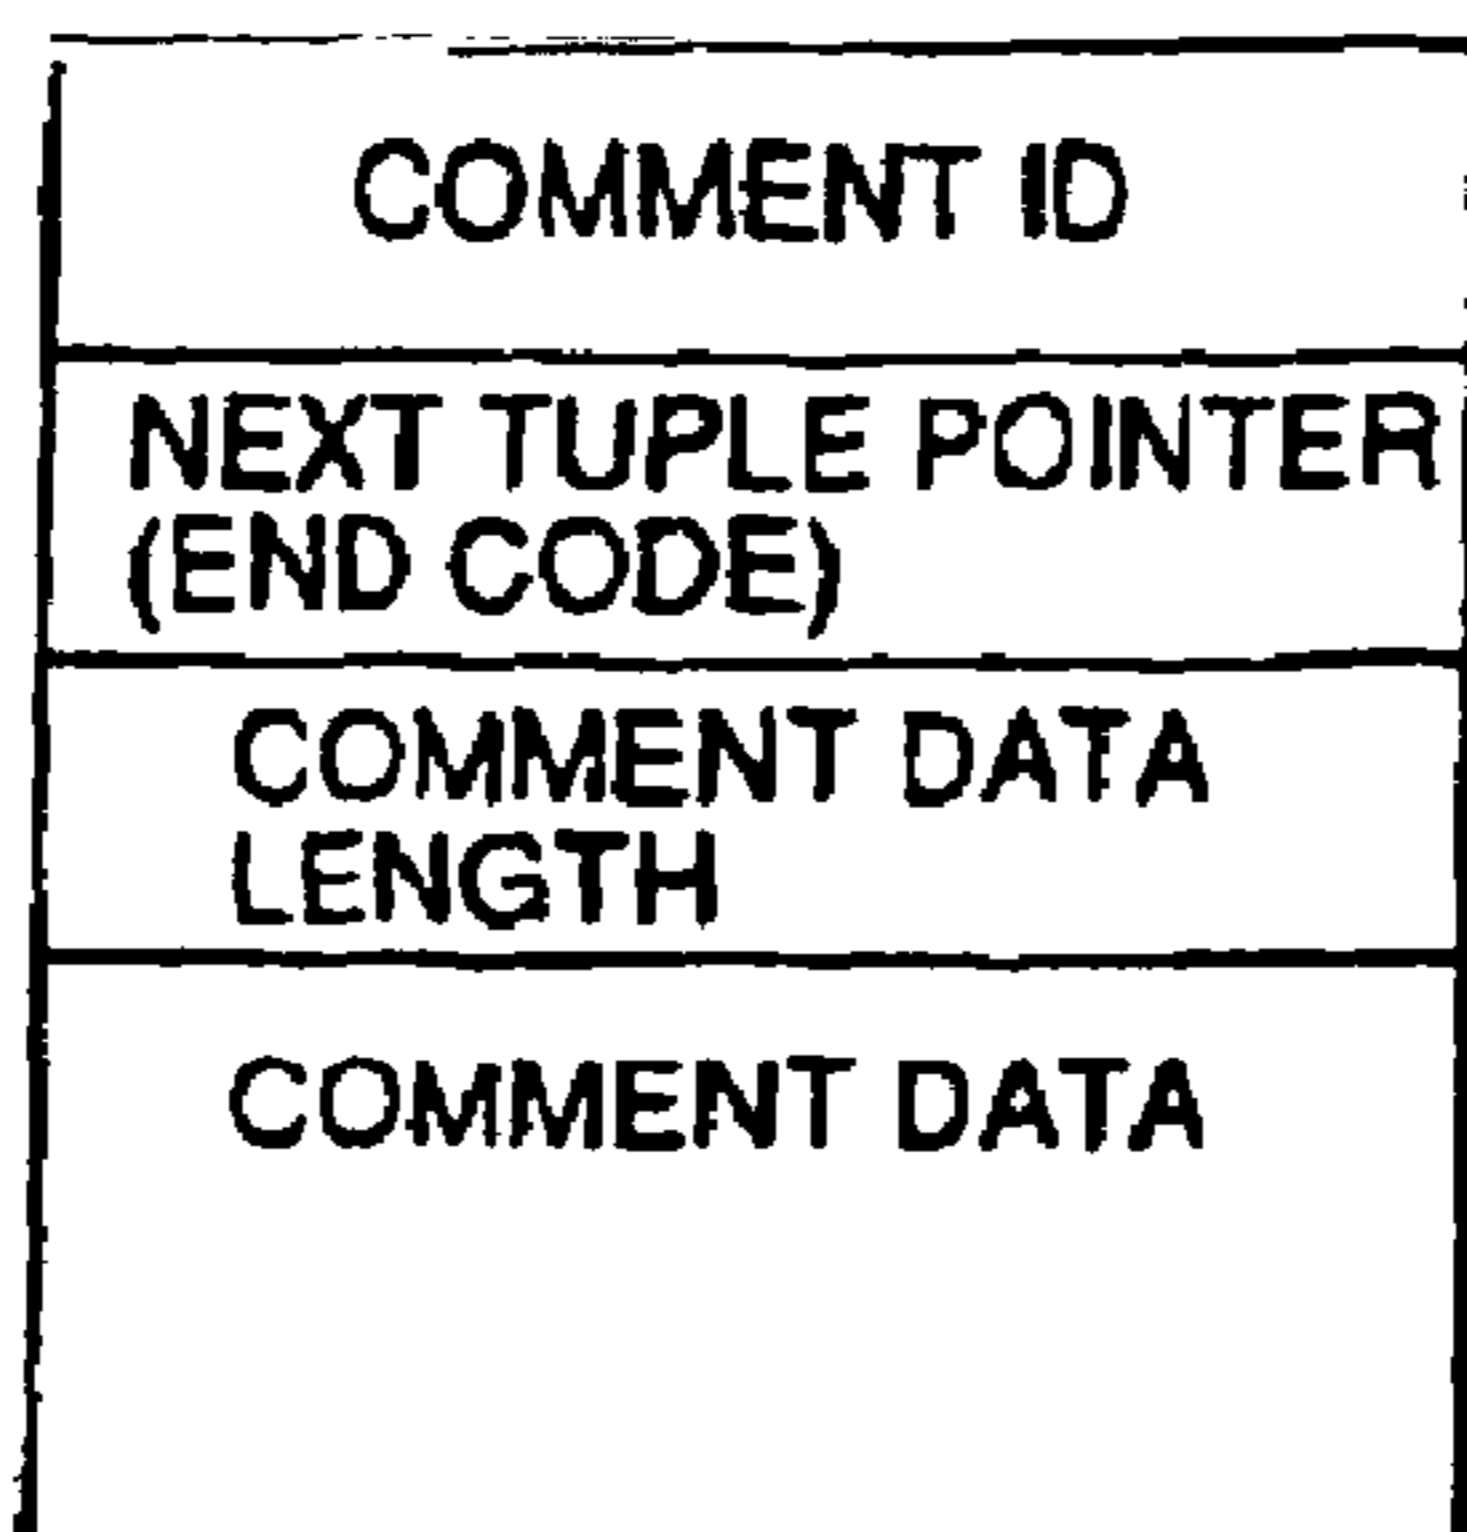 COMMENT ID
NEXT TUPLE POINTER
(END CODE)
COMMENT DATA
LENGTH
COMMENT DATA